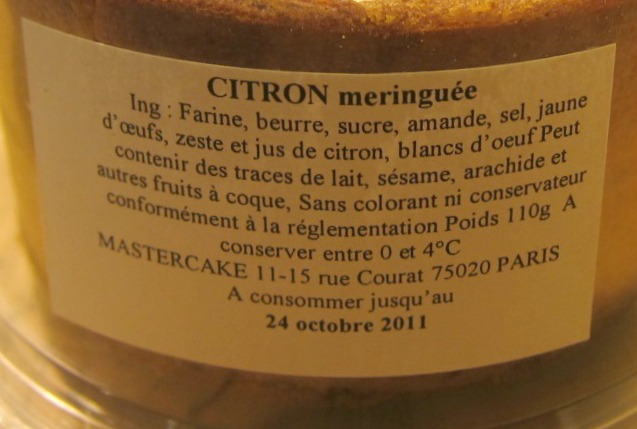 CITRON meringuée
Ing : Farine, beurre, sucre, amande, sel, jaune
d'œufs, zeste et jus de citron, blancs d'oeuf Peut
contenir des traces de lait, sésame, arachide et
autres fruits à coque, Sans colorant ni conservateur
conformément à la réglementation Poids 110g A
conserver entre 0 et 4°C
MASTERCAKE 11-15 rue Courat 75020 PARIS
A consommer jusqu'au
24 octobre 2011